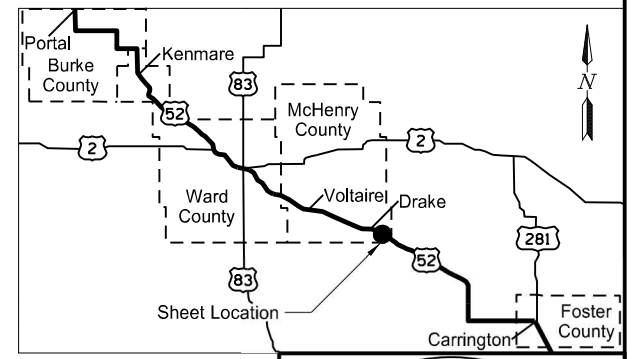 Portal
Burke
County
Kenmare
83
52
McHenry
County
2
2
Ward
County
Voltaire
Drake
281
52
83
Sheet Location
Foster
County
Carrington
N